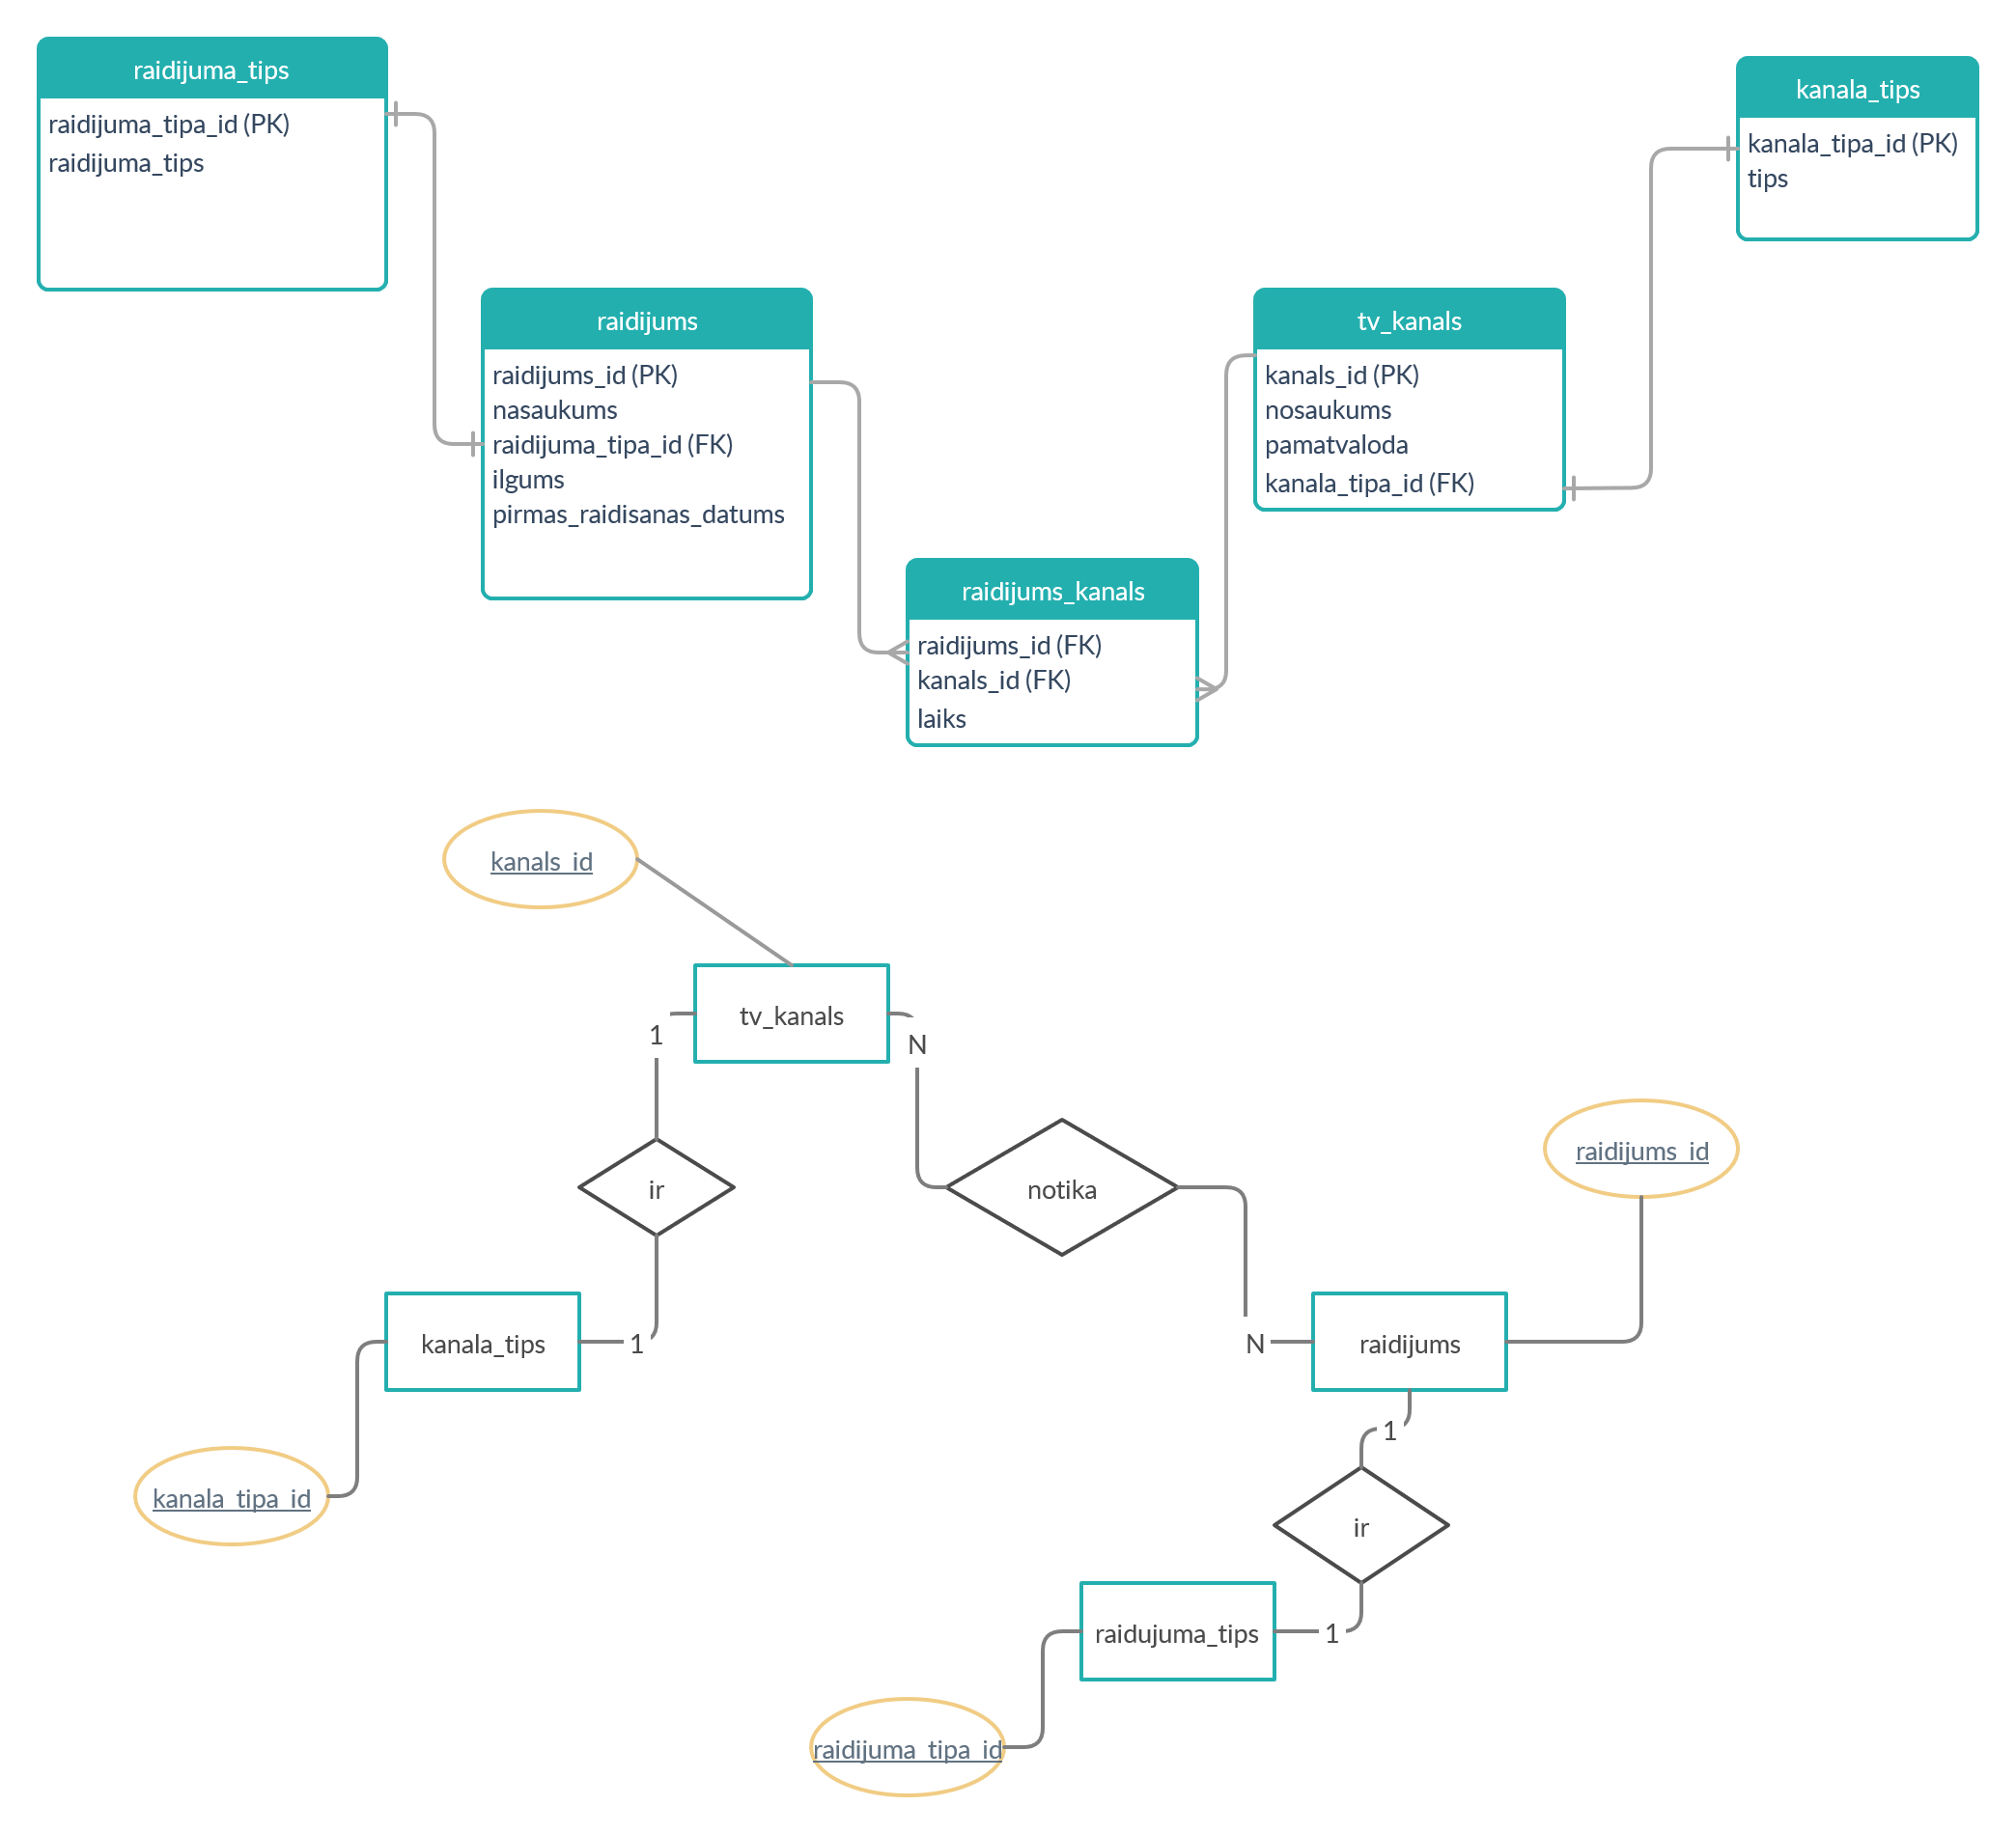 raidijuma_tips
raidijuma_tipa_id (PK)
raidijuma_tips
kanala_tips
kanala_tipa_id (PK)
tips
raidijums
raidijums_id (PK)
nasaukums
raidijuma_tipa_id (FK)
ilgums
pirmas_raidisanas_datums
tv_kanals
kanals_id (PK)
nosaukums
pamatvaloda
kanala_tipa_id (FK)
raidijums_kanals
raidijums_id (FK)
kanals_id (FK)
laiks
kanals_id
tv_kanals
1
N
ir
notika
raidijums_id
kanala_tips
1
N
raidijums
1
kanala_tipa_id
ir
raidujuma_tips
1
raidijuma_tipa_id